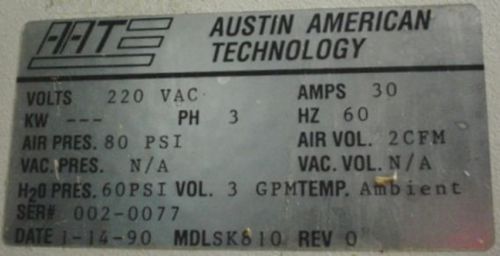 AATE AUSTIN AMERICAN
TECHNOLOGY
VOLTS 220 VAC AMPS 30
KW --- PH 3 HZ 60
AIR PRES. 80 PSI AIR VOL. 2CFM
VAC. PRES. N/A VAC. VOL. N/A
H₂O PRES. 60PSI VOL. 3 GPM TEMP. Ambient
SER# 002-0077
DATE 1-14-90 MDL SK810 REV 0